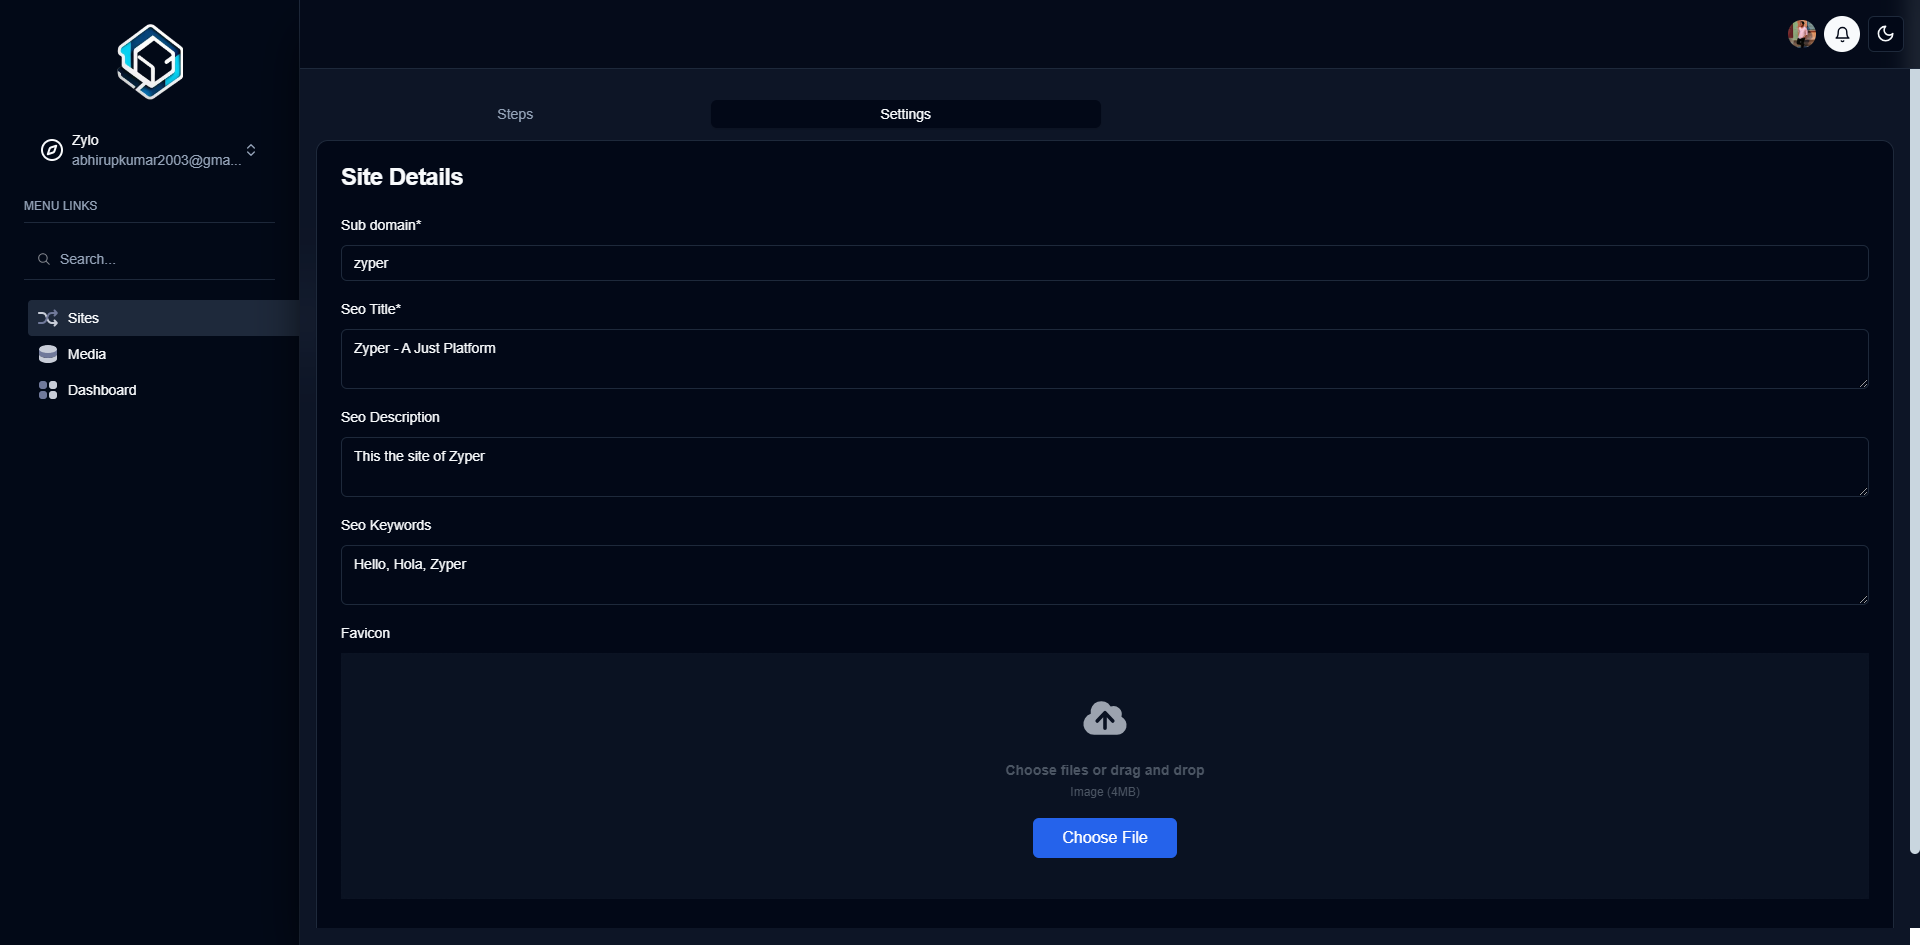 Zylo
abhirupkumar2003@gma...
MENU LINKS
Search...
Sites
Media
Dashboard
Steps
Settings
Site Details
Sub domain*
zyper
Seo Title*
Zyper - A Just Platform
Seo Description
This the site of Zyper
Seo Keywords
Hello, Hola, Zyper
Favicon
Choose files or drag and drop
Image (4MB)
Choose File